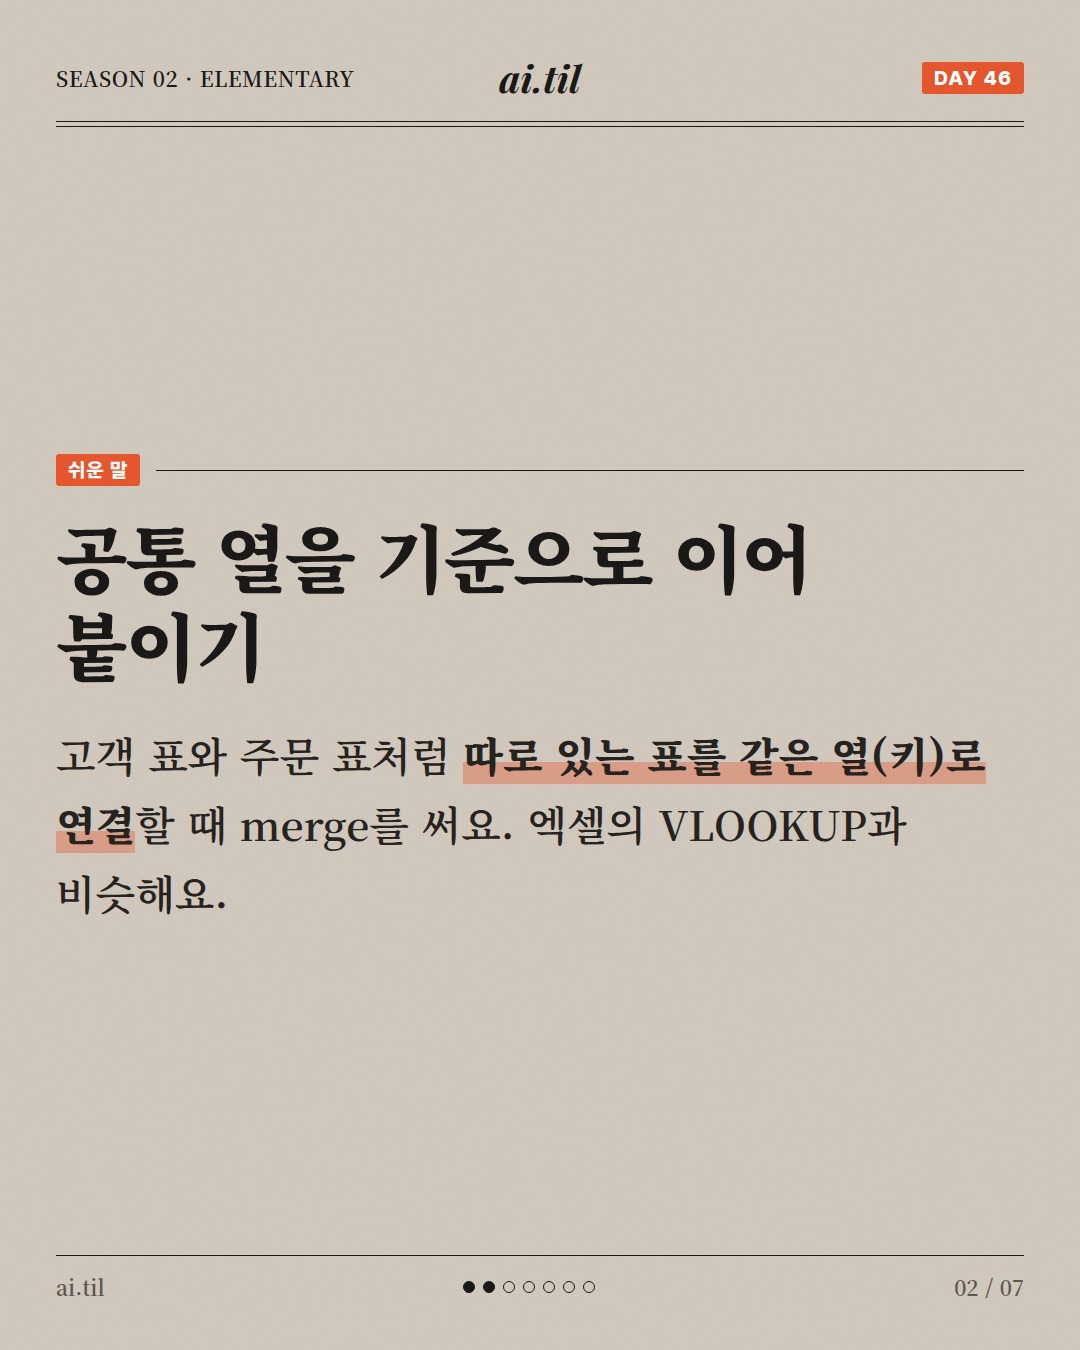 SEASON 02 · ELEMENTARY
ai.til
DAY 46
쉬운 말
공통 열을 기준으로 이어
붙이기
고객 표와 주문 표처럼 따로 있는 표를 같은 열(키)로
연결할 때 merge를 써요. 엑셀의 VLOOKUP과
비슷해요.
ai.til
02 / 07